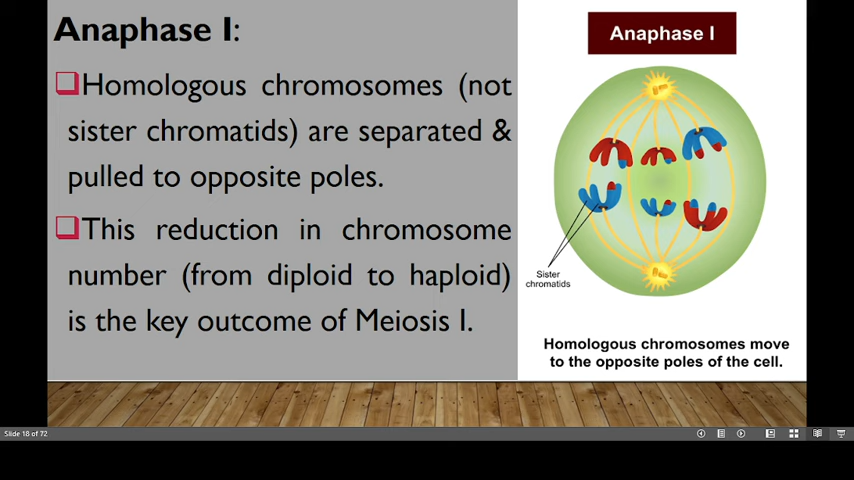 Anaphase I:
Homologous chromosomes (not
sister chromatids) are separated &
pulled to opposite poles.
This reduction in chromosome
number (from diploid to haploid)
is the key outcome of Meiosis I.
Anaphase I
Sister
chromatids
Homologous chromosomes move
to the opposite poles of the cell.
Slide 18 of 72